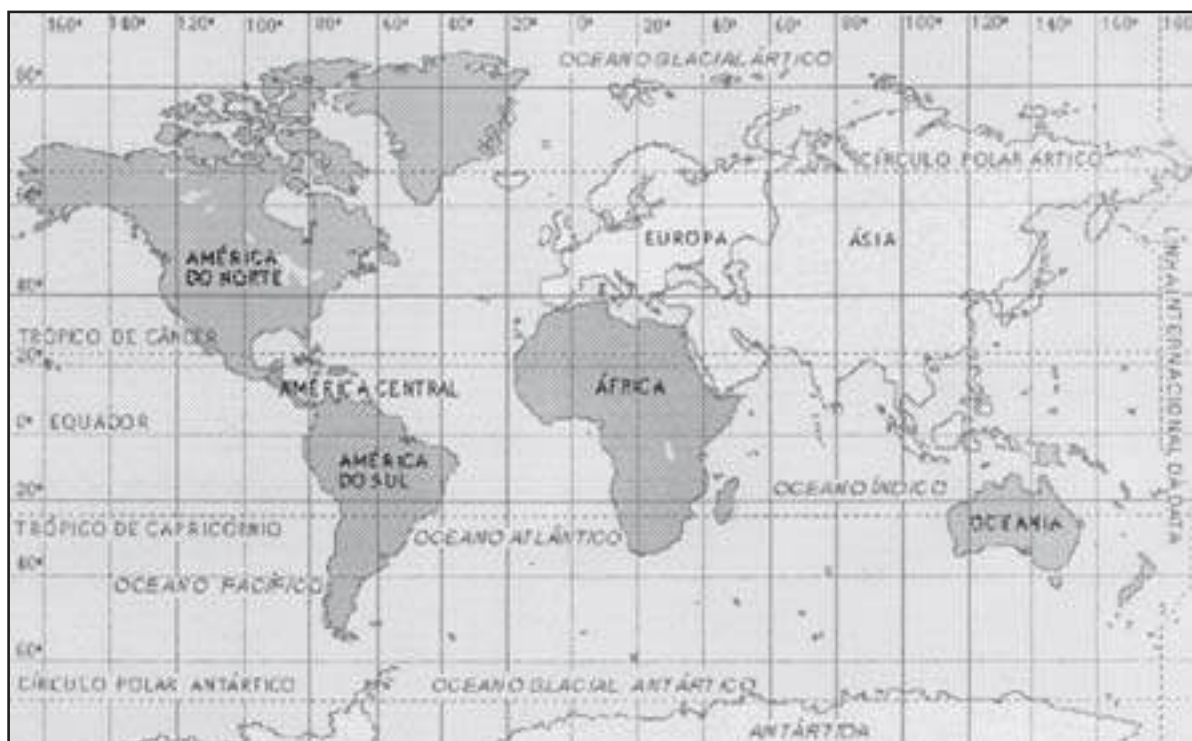 160° 140° 120° 100° 80° 60° 40° 20° 0° 20° 40° 60° 80° 100° 120° 140° 160° 180°
OCEANO GLACIAL ÁRTICO
80°
CÍRCULO POLAR ÁRTICO
EUROPA
ÁSIA
AMÉRICA
DO NORTE
TRÓPICO DE CÂNCER
20°
AMÉRICA CENTRAL
ÁFRICA
EQUADOR
0°
AMÉRICA
DO SUL
20°
OCEANO ÍNDICO
TRÓPICO DE CAPRICÓRNIO
OCEANO ATLÂNTICO
OCEANIA
40°
OCEANO PACÍFICO
60°
CÍRCULO POLAR ANTÁRTICO
OCEANO GLACIAL ANTÁRTICO
ANTÁRTIDA
LINHA INTERNACIONAL DA DATA